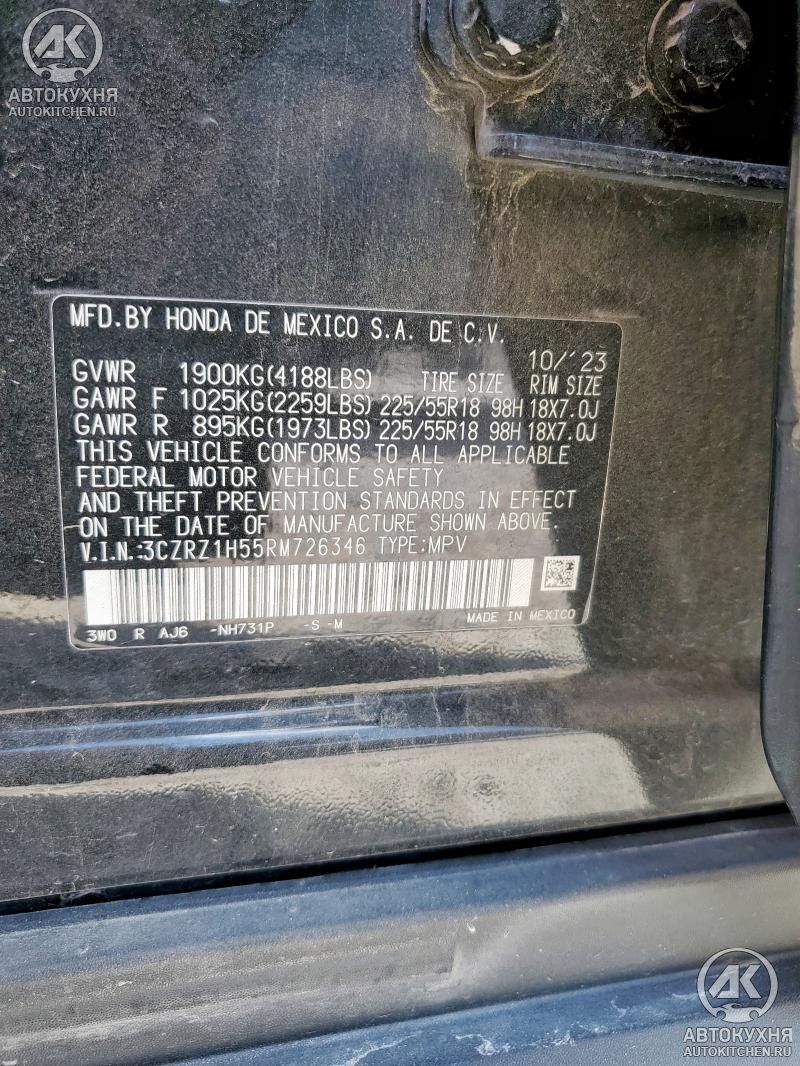 AK
АВТОКУХНЯ
AUTOKITCHEN.RU
MFD.BY HONDA DE MEXICO S.A. DE C.V.
10/'23
GVWR 1900KG(4188LBS) TIRE SIZE RIM SIZE
GAWR F 1025KG(2259LBS) 225/55R18 98H 18X7.0J
GAWR R 895KG(1973LBS) 225/55R18 98H 18X7.0J
THIS VEHICLE CONFORMS TO ALL APPLICABLE
FEDERAL MOTOR VEHICLE SAFETY
AND THEFT PREVENTION STANDARDS IN EFFECT
ON THE DATE OF MANUFACTURE SHOWN ABOVE.
V.I.N.:3CZRZ1H55RM726346 TYPE:MPV
3W0 R AJ6 -NH731P -S -M MADE IN MEXICO
AK
АВТОКУХНЯ
AUTOKITCHEN.RU